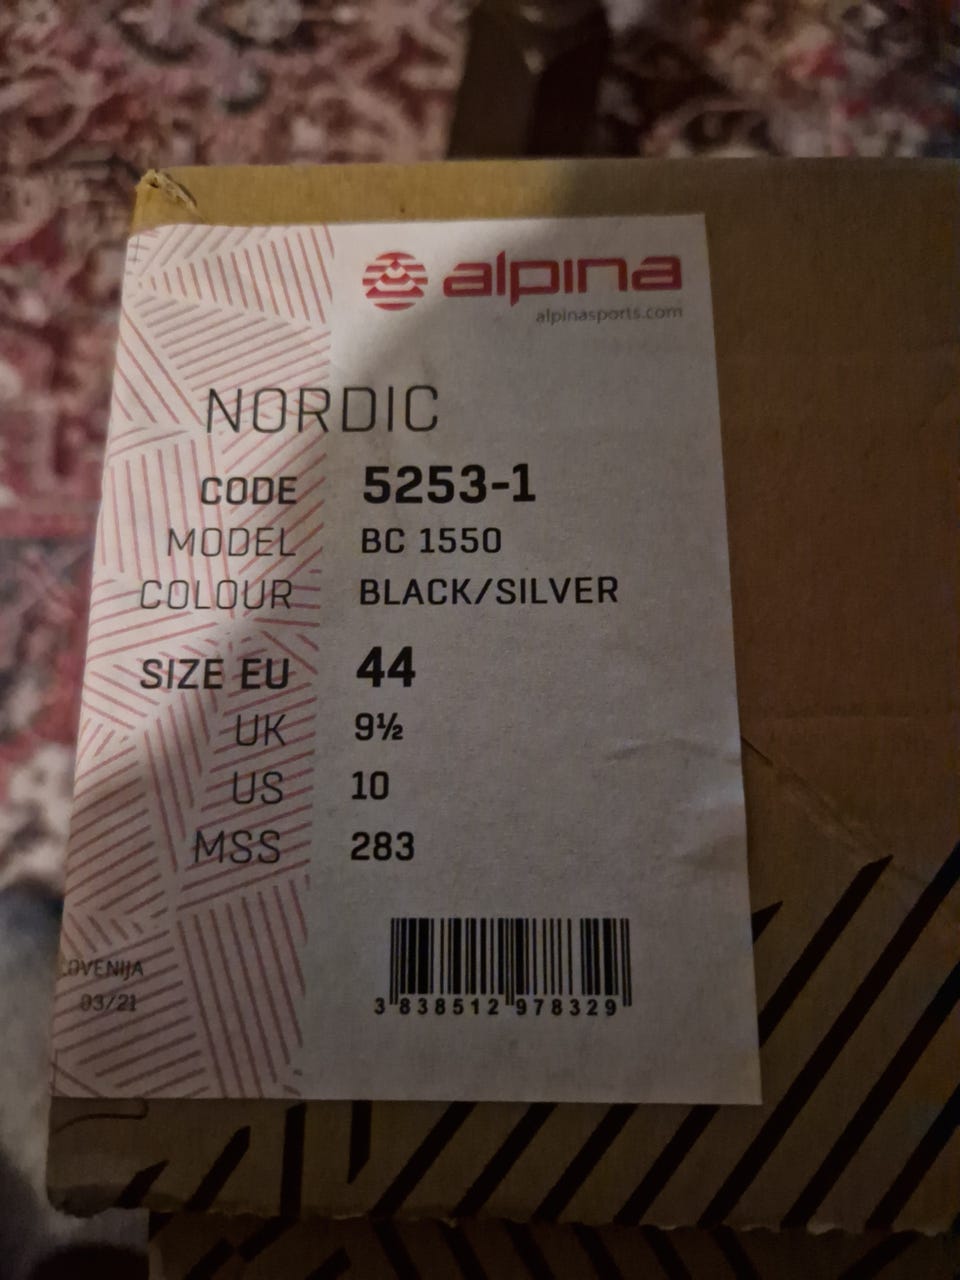 alpina
alpinasports.com
NORDIC
CODE 5253-1
MODEL BC 1550
COLOUR BLACK/SILVER
SIZE EU 44
UK 9½
US 10
MSS 283
OVENIJA
03/21
3 838512 978329